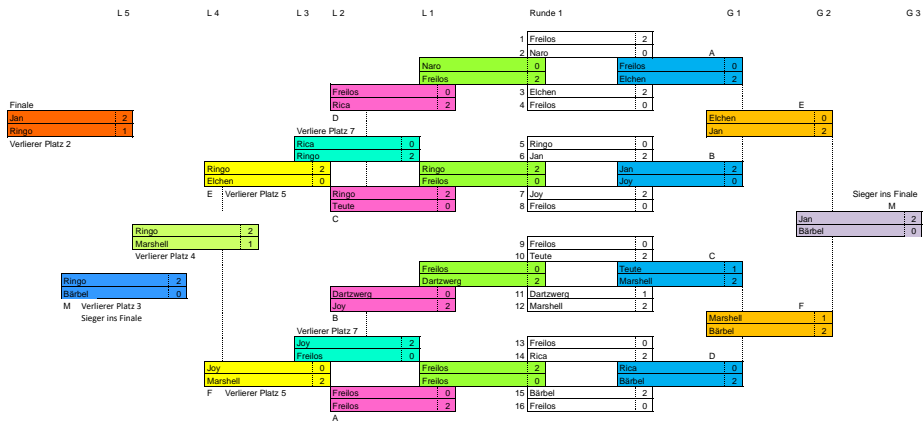 L 5 L 4 L 3 L 2 L 1 Runde 1 G 1 G 2 G 3
1 Freilos 2
2 Naro 0 A
Naro 0 Freilos 0
Freilos 2 Elchen 2
Freilos 0 3 Elchen 2
Rica 2 4 Freilos 0
Finale E
D
Jan 2 Elchen 0
Ringo 1 Jan 2
Verliere Platz 7
Verlierer Platz 2
Rica 0 5 Ringo 0
Ringo 2 6 Jan 2 B
Ringo 2 Ringo 2 Jan 2
Elchen 0 Freilos 0 Joy 0
E Verlierer Platz 5 Ringo 2 7 Joy 2 Sieger ins Finale
Teute 0 8 Freilos 0 M
C
Jan 2
Bärbel 0
Ringo 2
Marshell 1 9 Freilos 0
Verlierer Platz 4 10 Teute 2 C
Freilos 0 Teute 1
Ringo 2 Dartzwerg 2 Marshell 2
Bärbel 0 Dartzwerg 0 11 Dartzwerg 1
M Verlierer Platz 3 Joy 2 12 Marshell 2 F
Sieger ins Finale B
Marshell 1
Verlierer Platz 7 Bärbel 2
Joy 2 13 Freilos 0
Freilos 0 14 Rica 2 D
Joy 0 Freilos 2 Rica 0
Marshell 2 Freilos 0 Bärbel 2
F Verlierer Platz 5 Freilos 0 15 Bärbel 2
Freilos 2 16 Freilos 0
A